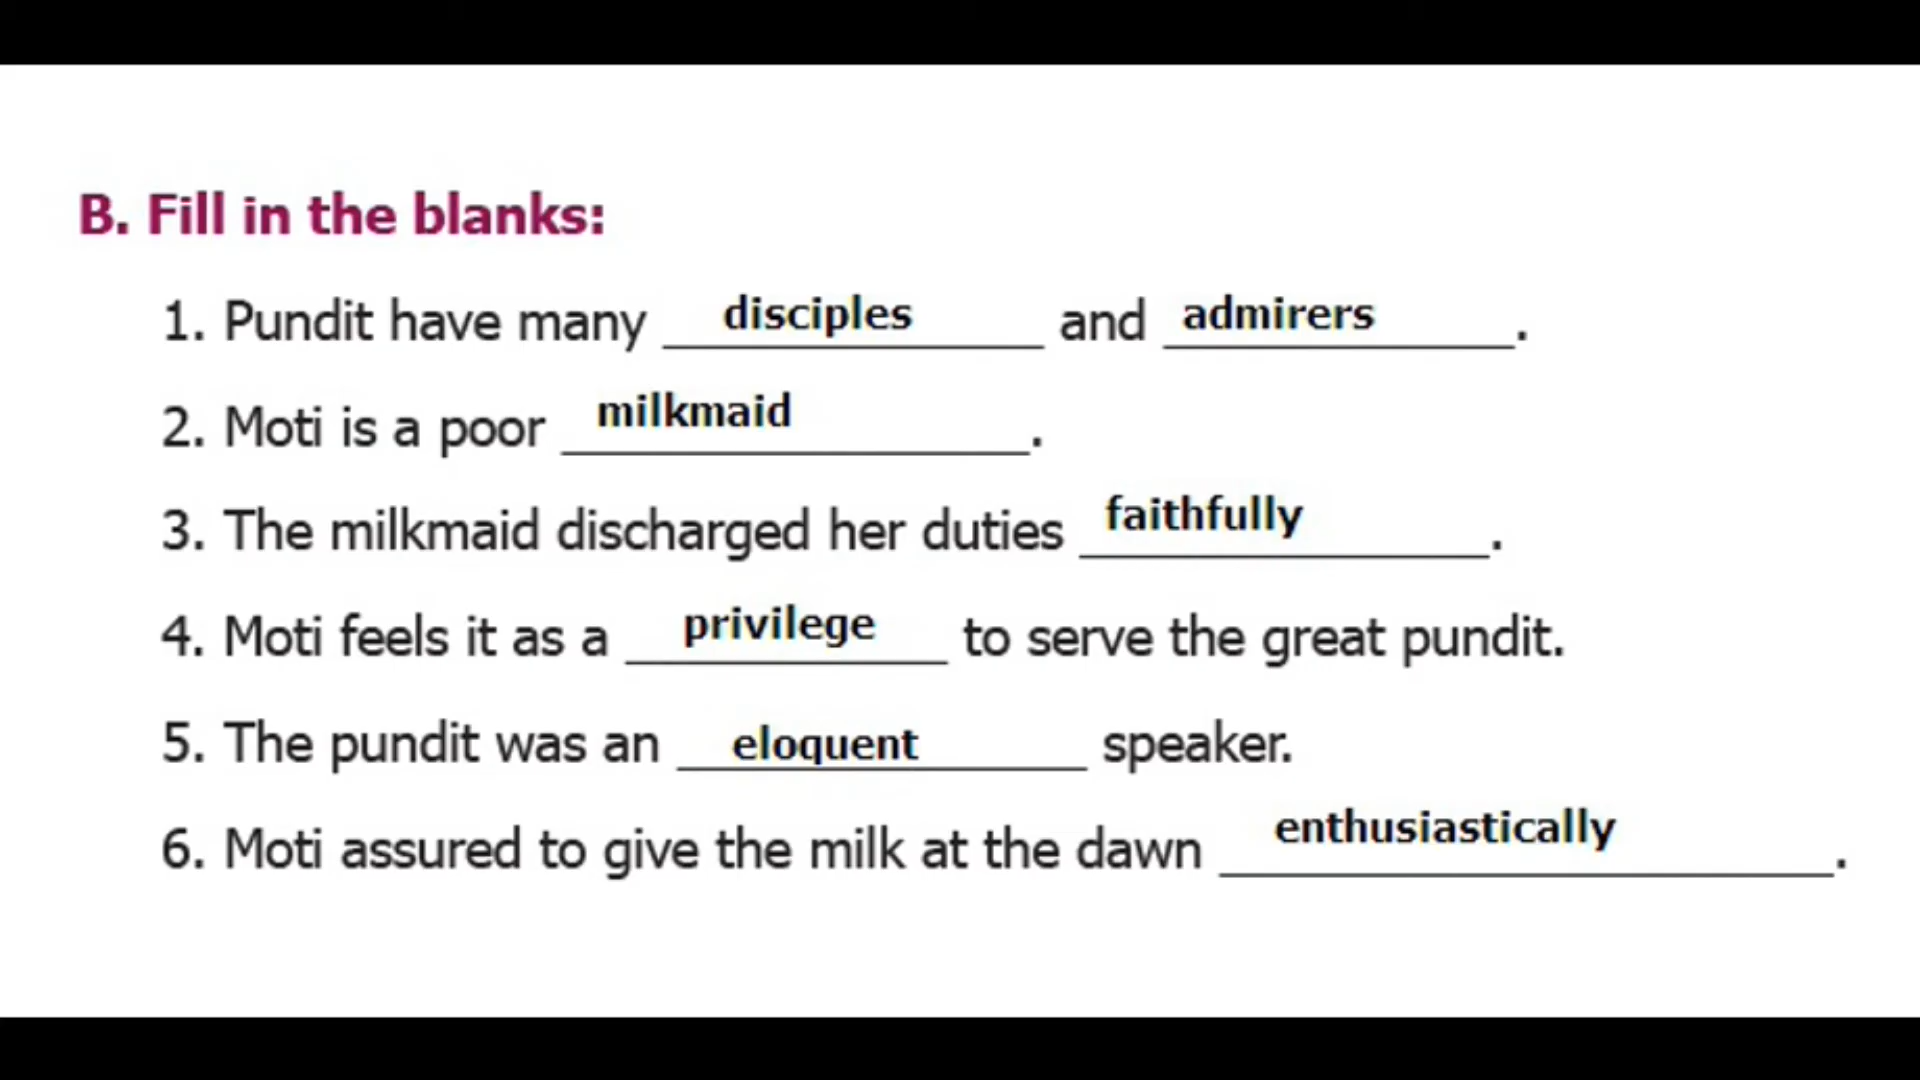 B. Fill in the blanks:
1. Pundit have many disciples and admirers.
2. Moti is a poor milkmaid.
3. The milkmaid discharged her duties faithfully.
4. Moti feels it as a privilege to serve the great pundit.
5. The pundit was an eloquent speaker.
6. Moti assured to give the milk at the dawn enthusiastically.